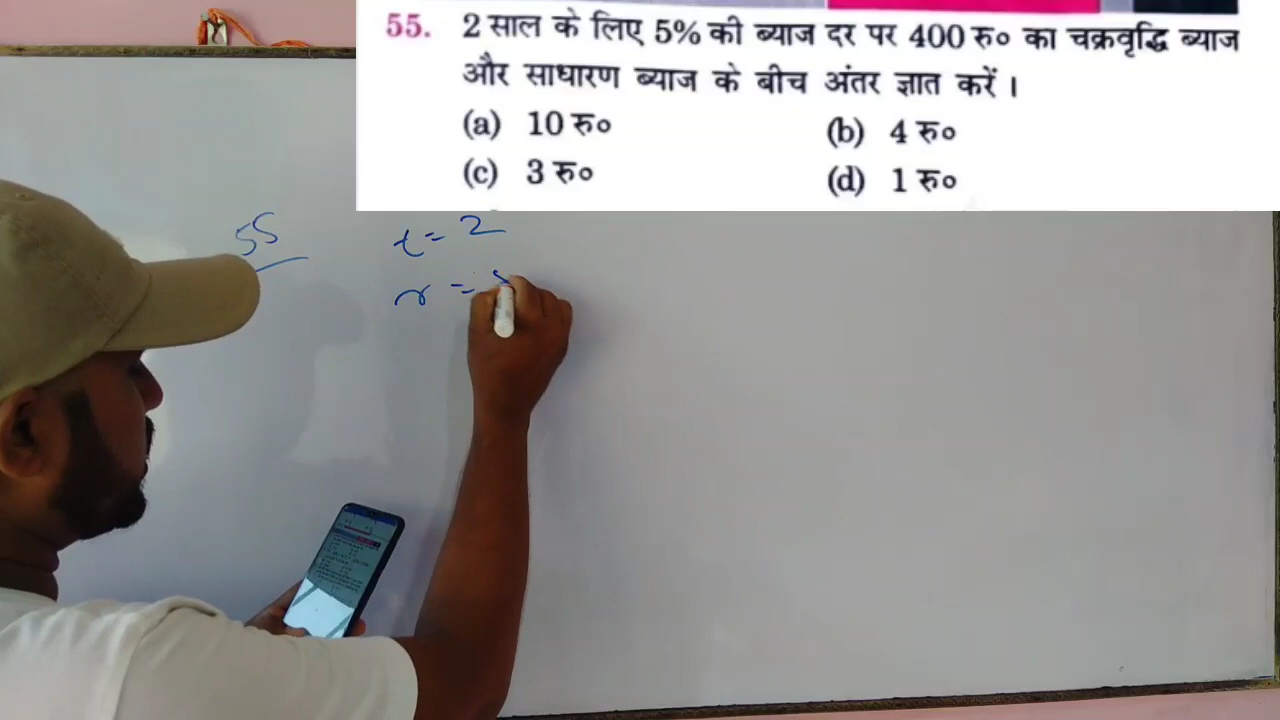 55. 2 साल के लिए 5% की ब्याज दर पर 400 रु० का चक्रवृद्धि ब्याज
और साधारण ब्याज के बीच अंतर ज्ञात करें ।
(a) 10 रु० (b) 4 रु०
(c) 3 रु० (d) 1 रु०
55 t = 2
r =